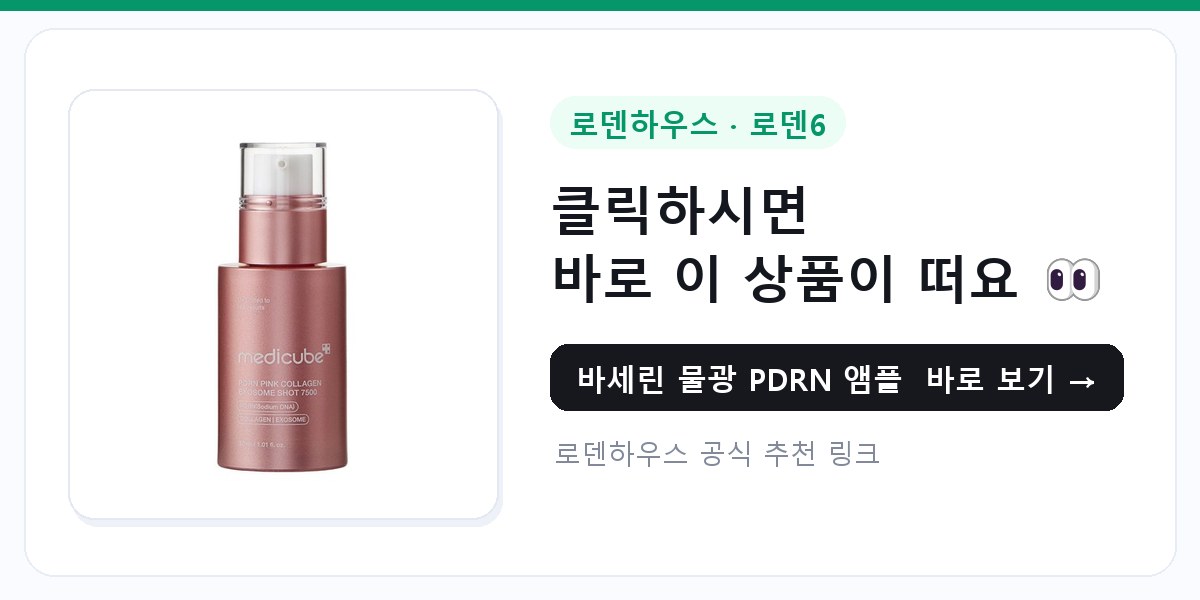 로덴하우스 · 로덴6
클릭하시면
바로 이 상품이 떠요 👀
바세린 물광 PDRN 앰플 바로 보기 →
로덴하우스 공식 추천 링크
medicube
PINK COLLAGEN
EXOSOME SHOT 7500